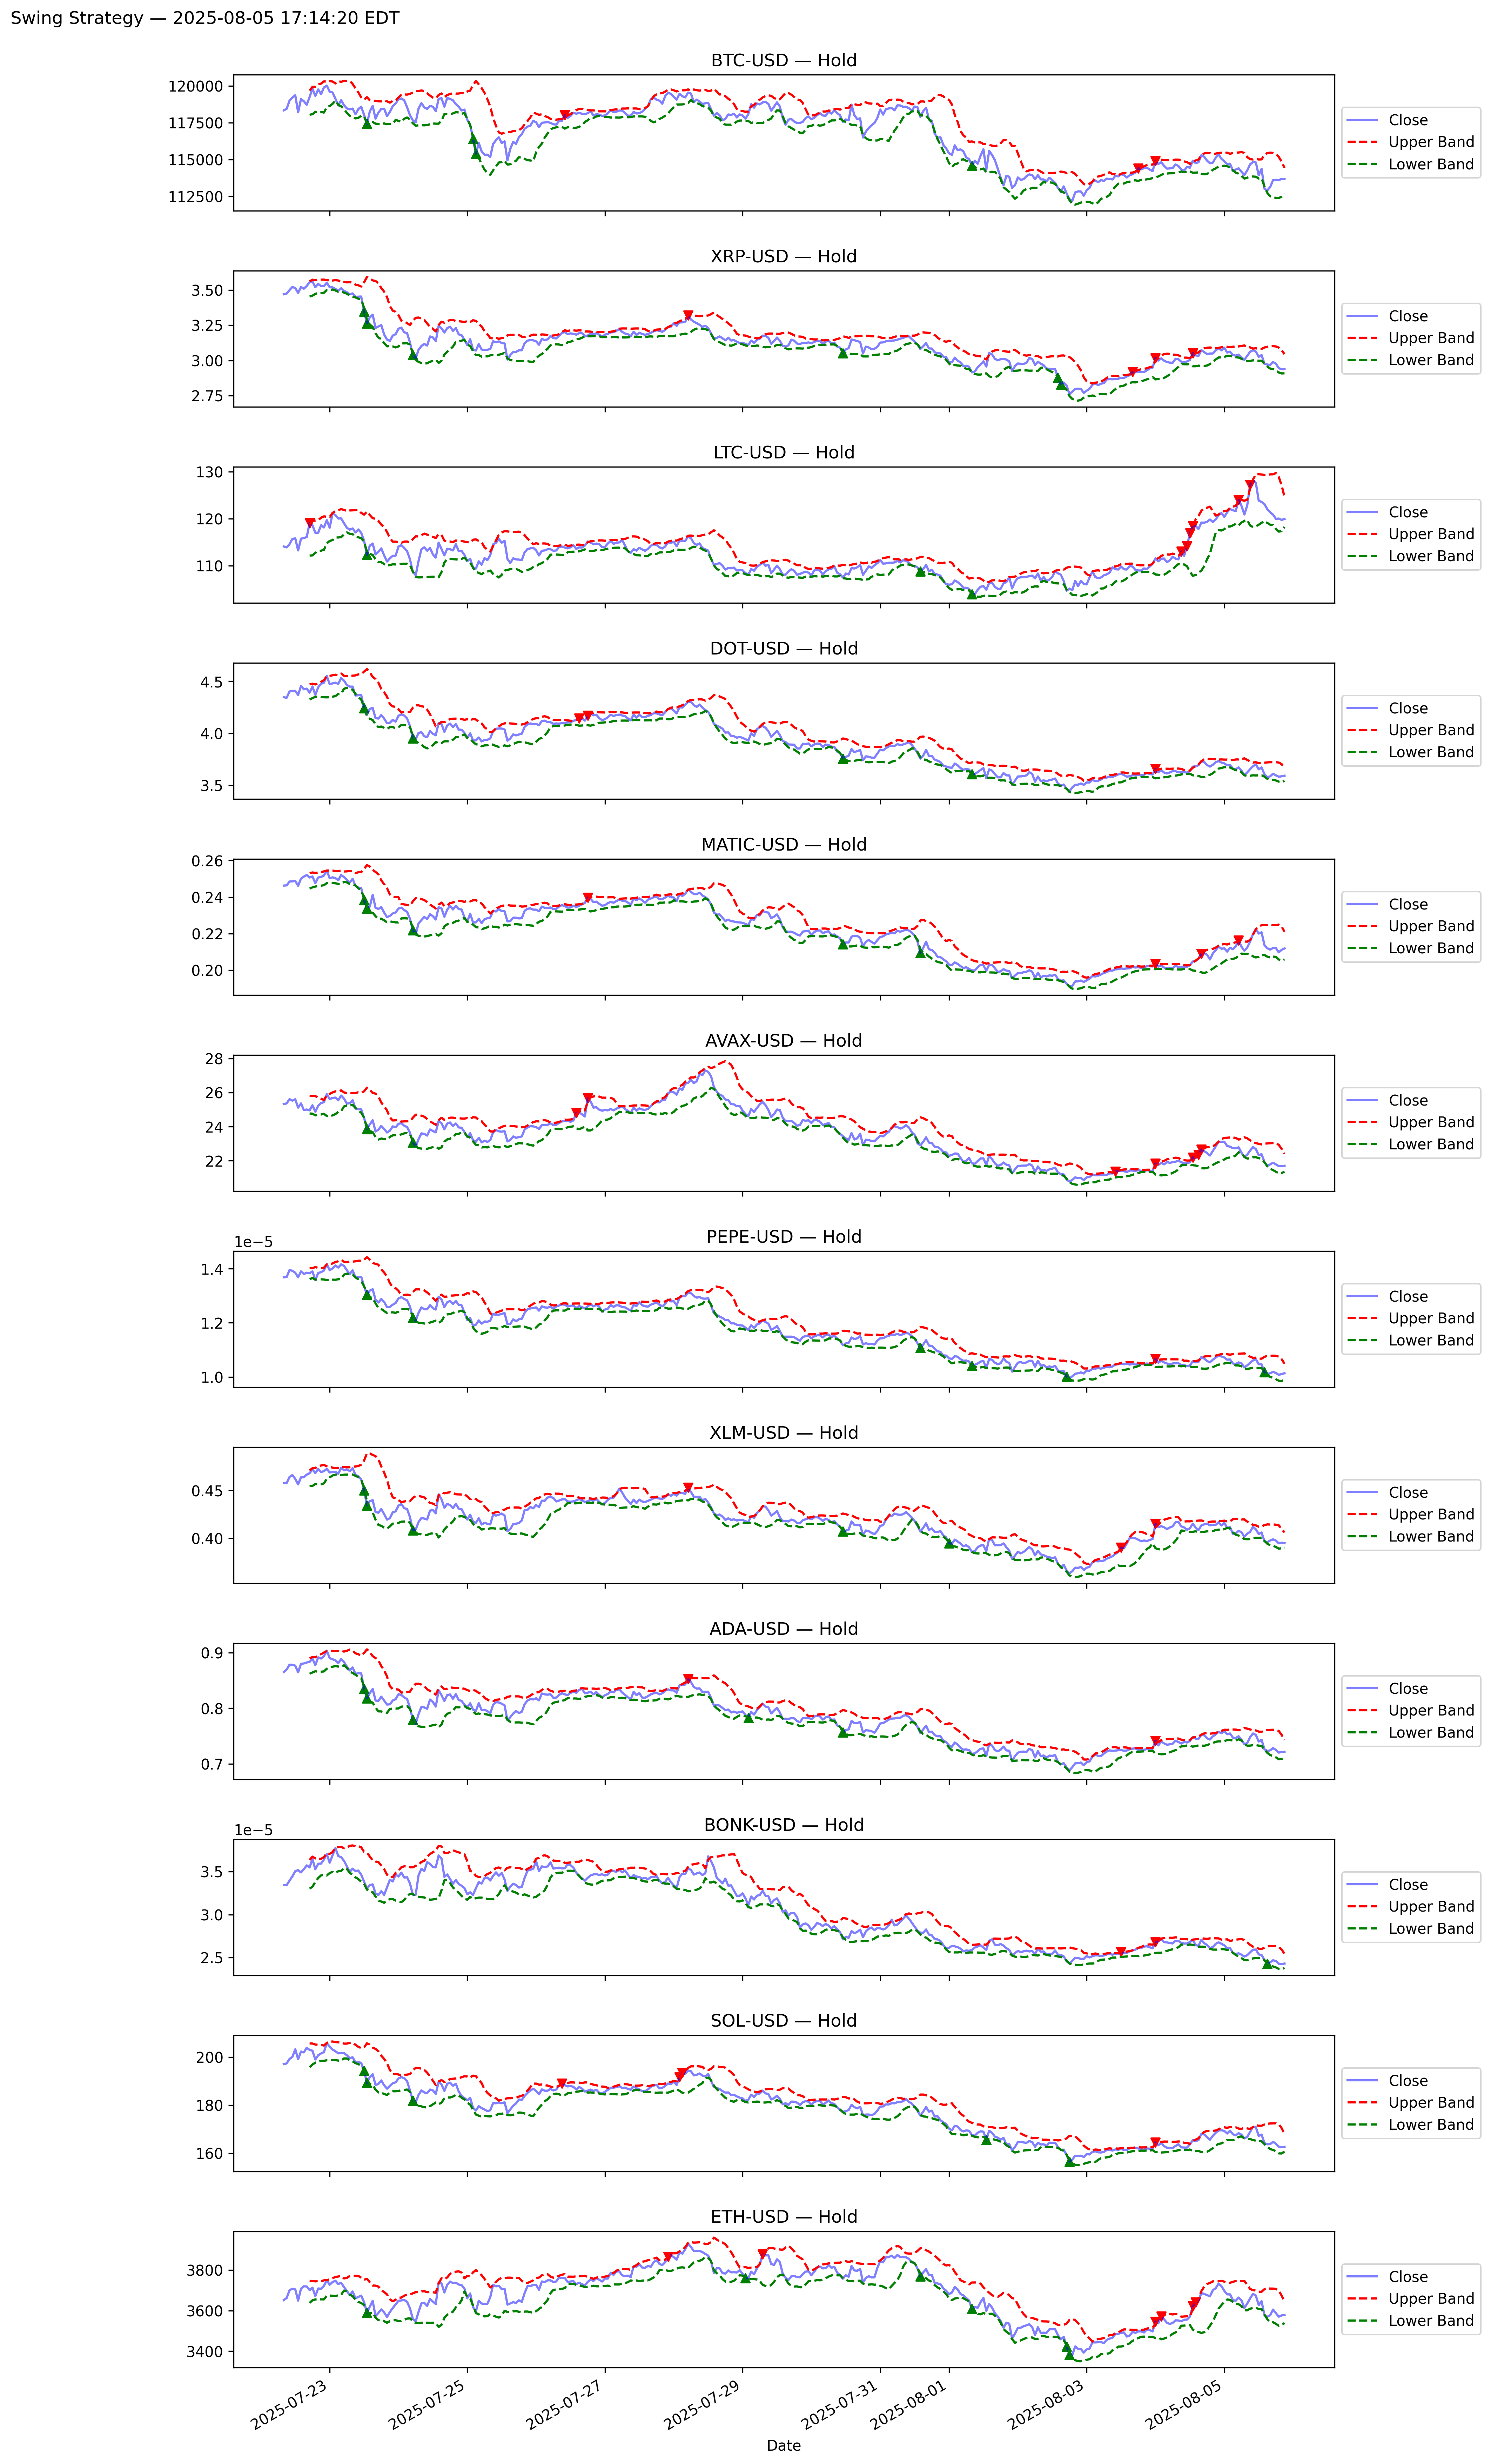 Swing Strategy — 2025-08-05 17:14:20 EDT
BTC-USD — Hold
120000
117500
115000
112500
Close
Upper Band
Lower Band
XRP-USD — Hold
3.50
3.25
3.00
2.75
Close
Upper Band
Lower Band
LTC-USD — Hold
130
120
110
Close
Upper Band
Lower Band
DOT-USD — Hold
4.5
4.0
3.5
Close
Upper Band
Lower Band
MATIC-USD — Hold
0.26
0.24
0.22
0.20
Close
Upper Band
Lower Band
AVAX-USD — Hold
28
26
24
22
Close
Upper Band
Lower Band
PEPE-USD — Hold
1e−5
1.4
1.2
1.0
Close
Upper Band
Lower Band
XLM-USD — Hold
0.45
0.40
Close
Upper Band
Lower Band
ADA-USD — Hold
0.9
0.8
0.7
Close
Upper Band
Lower Band
BONK-USD — Hold
1e−5
3.5
3.0
2.5
Close
Upper Band
Lower Band
SOL-USD — Hold
200
180
160
Close
Upper Band
Lower Band
ETH-USD — Hold
3800
3600
3400
Close
Upper Band
Lower Band
2025-07-23
2025-07-25
2025-07-27
2025-07-29
2025-07-31
2025-08-01
2025-08-03
2025-08-05
Date